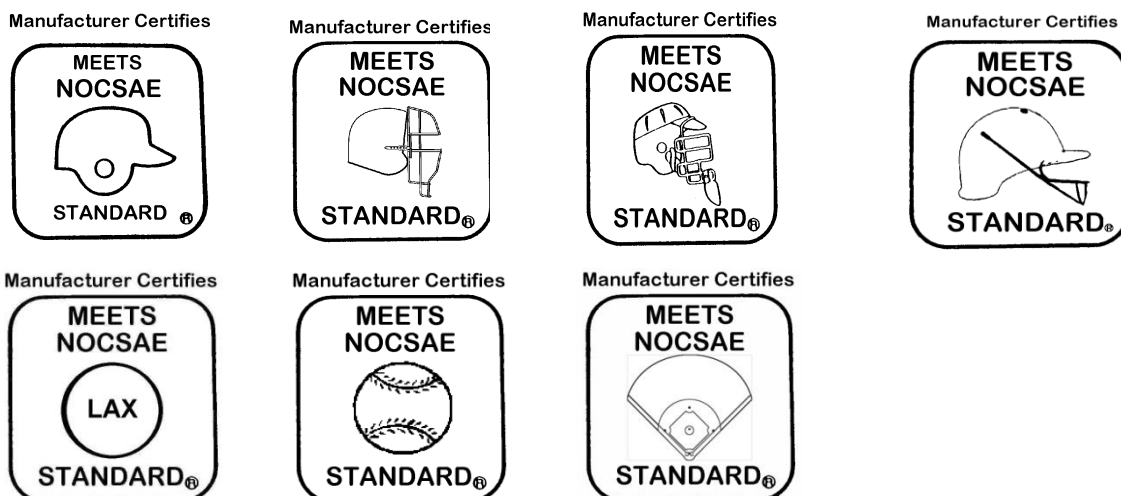 Manufacturer Certifies
MEETS
NOCSAE
STANDARD ®
Manufacturer Certifies
MEETS
NOCSAE
STANDARD®
Manufacturer Certifies
MEETS
NOCSAE
STANDARD®
Manufacturer Certifies
MEETS
NOCSAE
STANDARD®
Manufacturer Certifies
MEETS
NOCSAE
LAX
STANDARD®
Manufacturer Certifies
MEETS
NOCSAE
STANDARD®
Manufacturer Certifies
MEETS
NOCSAE
STANDARD®